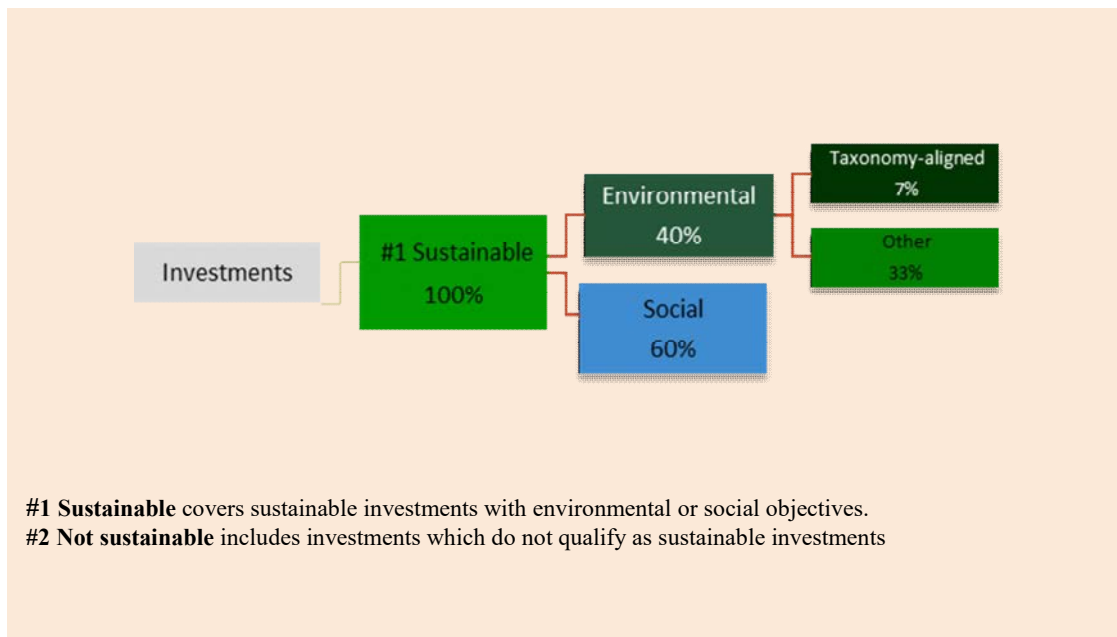 Investments
#1 Sustainable
100%
Environmental
40%
Social
60%
Taxonomy-aligned
7%
Other
33%
#1 Sustainable covers sustainable investments with environmental or social objectives.
#2 Not sustainable includes investments which do not qualify as sustainable investments